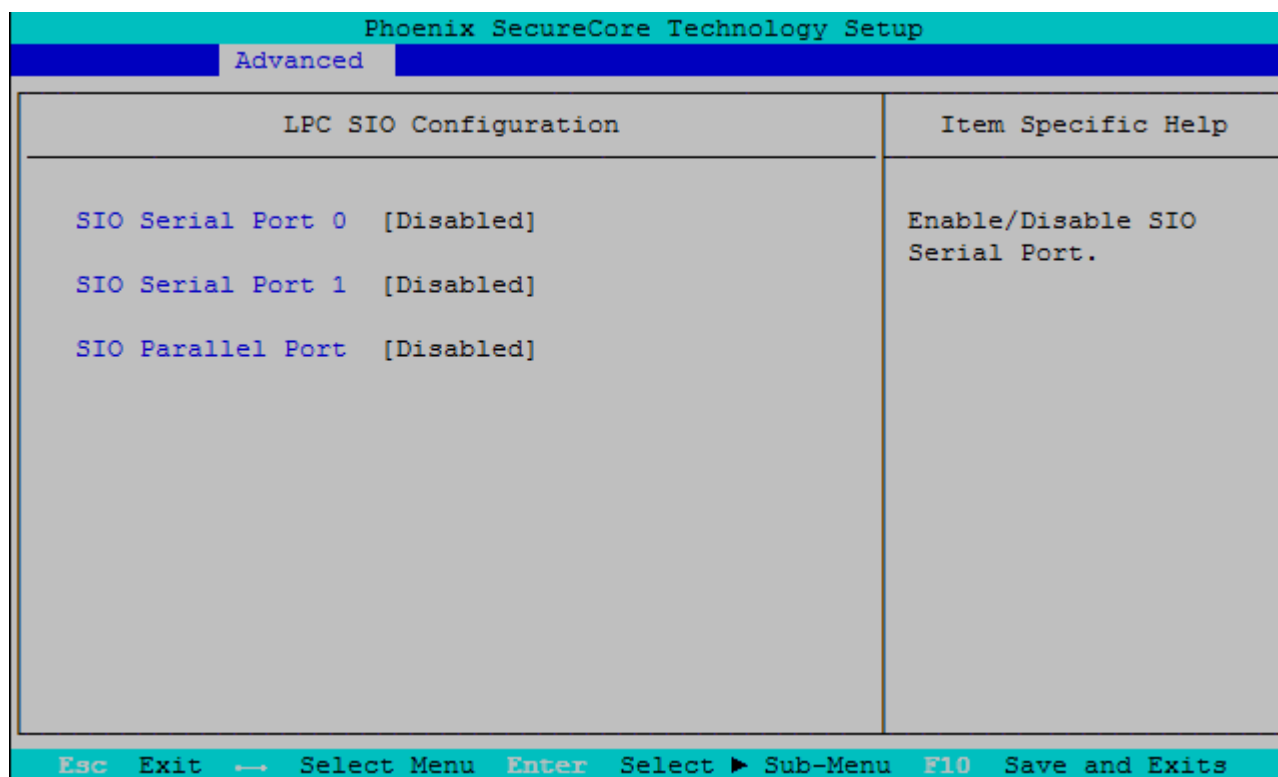 Phoenix SecureCore Technology Setup
Advanced
LPC SIO Configuration
Item Specific Help
SIO Serial Port 0 [Disabled]
SIO Serial Port 1 [Disabled]
SIO Parallel Port [Disabled]
Enable/Disable SIO
Serial Port.
Esc Exit ↔ Select Menu Enter Select ▶ Sub-Menu F10 Save and Exits